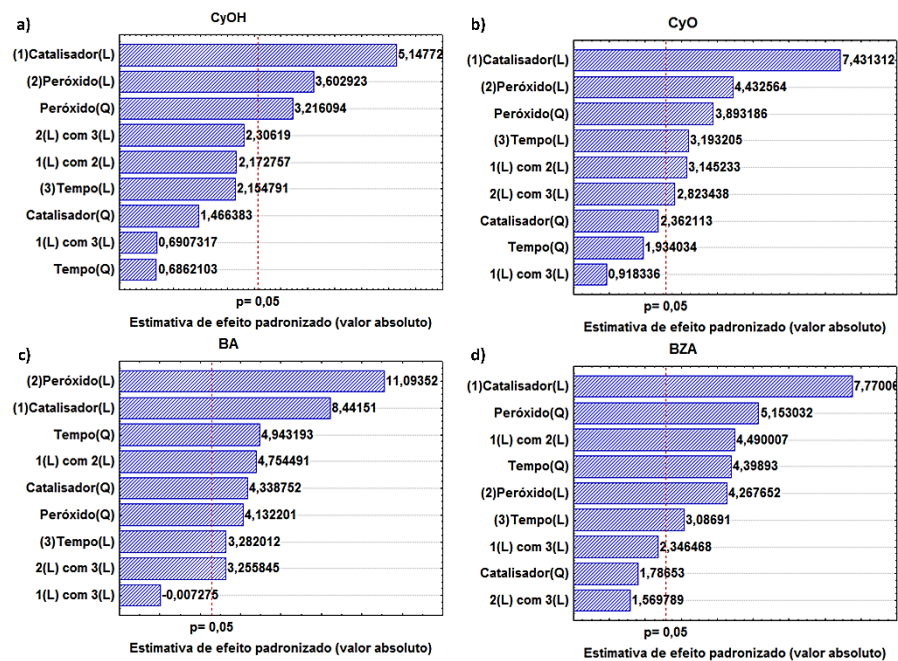 a)
CyOH
(1)Catalisador(L)
5,14772
(2)Peróxido(L)
3,602923
Peróxido(Q)
3,216094
2(L) com 3(L)
2,30619
1(L) com 2(L)
2,172757
(3)Tempo(L)
2,154791
Catalisador(Q)
1,466383
1(L) com 3(L)
0,6907317
Tempo(Q)
0,6862103
p= 0,05
Estimativa de efeito padronizado (valor absoluto)
b)
CyO
(1)Catalisador(L)
7,431312
(2)Peróxido(L)
4,432564
Peróxido(Q)
3,893186
(3)Tempo(L)
3,193205
1(L) com 2(L)
3,145233
2(L) com 3(L)
2,823438
Catalisador(Q)
2,362113
Tempo(Q)
1,934034
1(L) com 3(L)
0,918336
p= 0,05
Estimativa de efeito padronizado (valor absoluto)
c)
BA
(2)Peróxido(L)
11,09352
(1)Catalisador(L)
8,44151
Tempo(Q)
4,943193
1(L) com 2(L)
4,754491
Catalisador(Q)
4,338752
Peróxido(Q)
4,132201
(3)Tempo(L)
3,282012
2(L) com 3(L)
3,255845
1(L) com 3(L)
-0,007275
p= 0,05
Estimativa de efeito padronizado (valor absoluto)
d)
BZA
(1)Catalisador(L)
7,77006
Peróxido(Q)
5,153032
1(L) com 2(L)
4,490007
Tempo(Q)
4,39893
(2)Peróxido(L)
4,267652
(3)Tempo(L)
3,08691
1(L) com 3(L)
2,346468
Catalisador(Q)
1,78653
2(L) com 3(L)
1,569789
p= 0,05
Estimativa de efeito padronizado (valor absoluto)